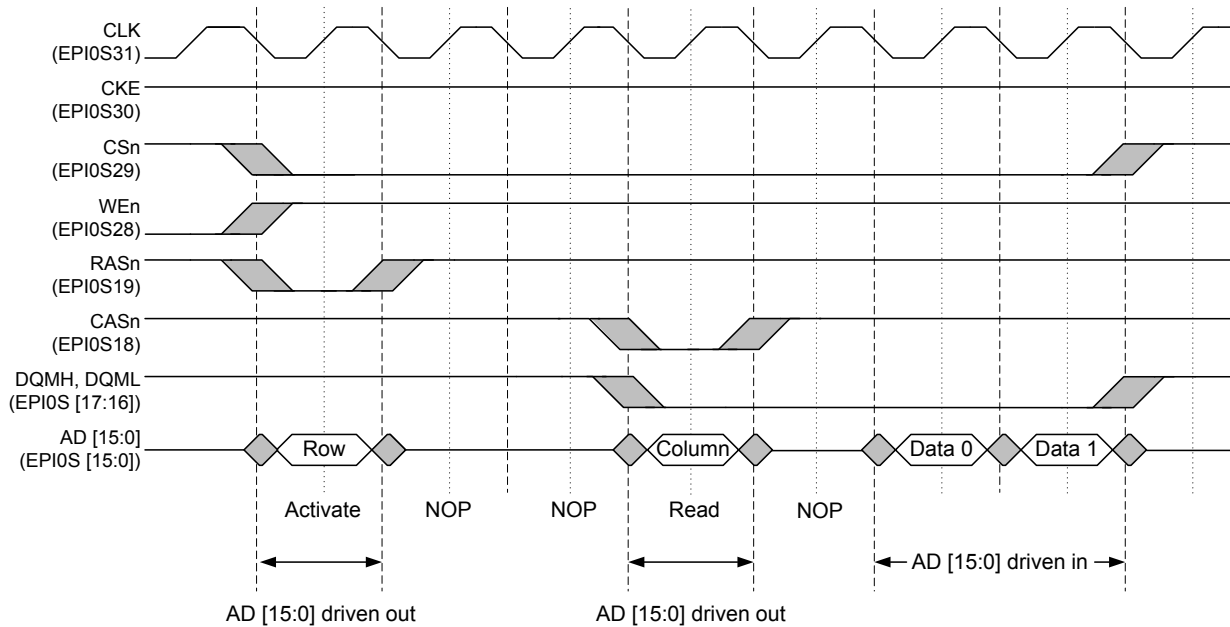 CLK
(EPI0S31)
CKE
(EPI0S30)
CSn
(EPI0S29)
WEn
(EPI0S28)
RASn
(EPI0S19)
CASn
(EPI0S18)
DQMH, DQML
(EPI0S [17:16])
AD [15:0]
(EPI0S [15:0])
Row
Column
Data 0
Data 1
Activate
NOP
NOP
Read
NOP
AD [15:0] driven in
AD [15:0] driven out
AD [15:0] driven out